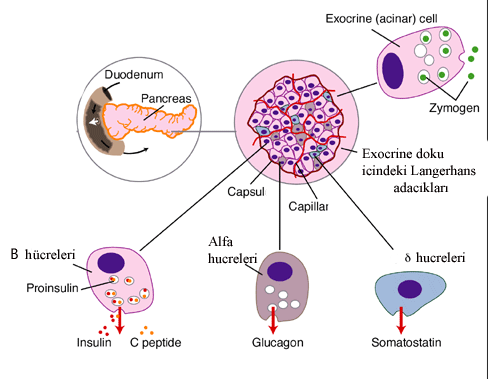 Exocrine (acinar) cell
Duodenum
Pancreas
Zymogen
Exocrine doku
icindeki Langerhans
adacıkları
Capsul
Capillar
B hücreleri
Proinsulin
Insulin
C peptide
Alfa
hucreleri
Glucagon
δ hucreleri
Somatostatin